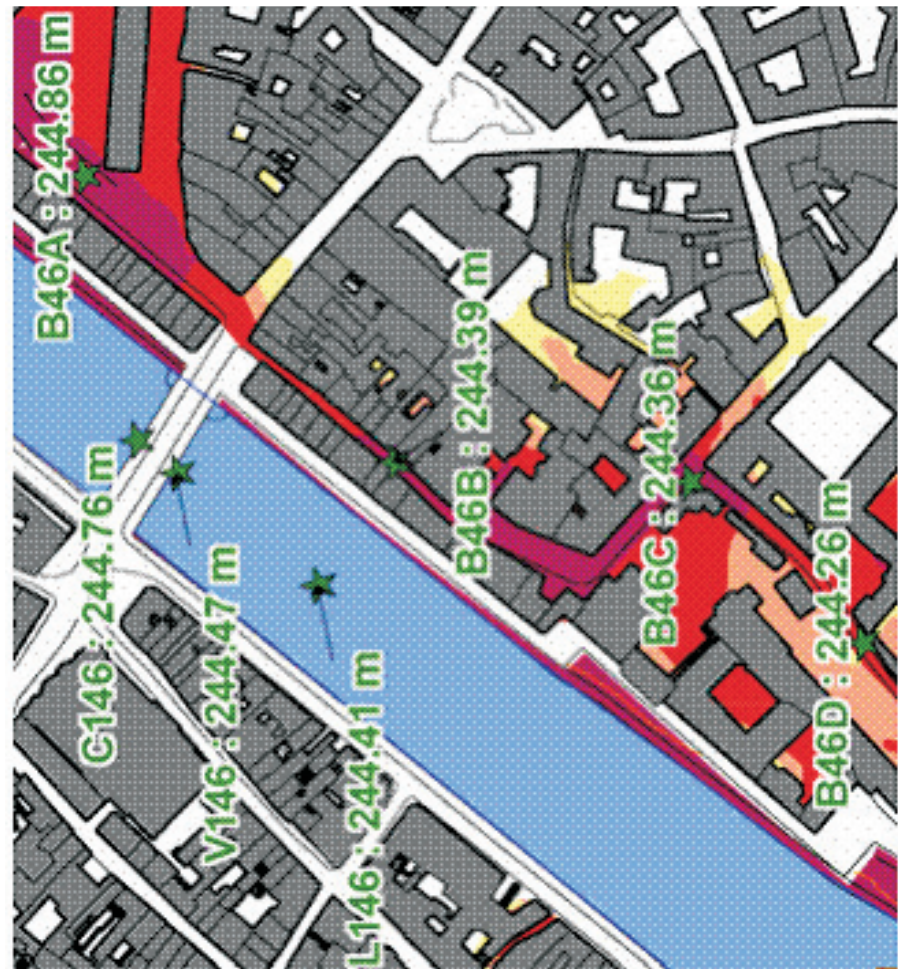 B46A : 244.86 m
C146 : 244.76 m
V146 : 244.47 m
L146 : 244.41 m
B46B : 244.39 m
B46C : 244.36 m
B46D : 244.26 m